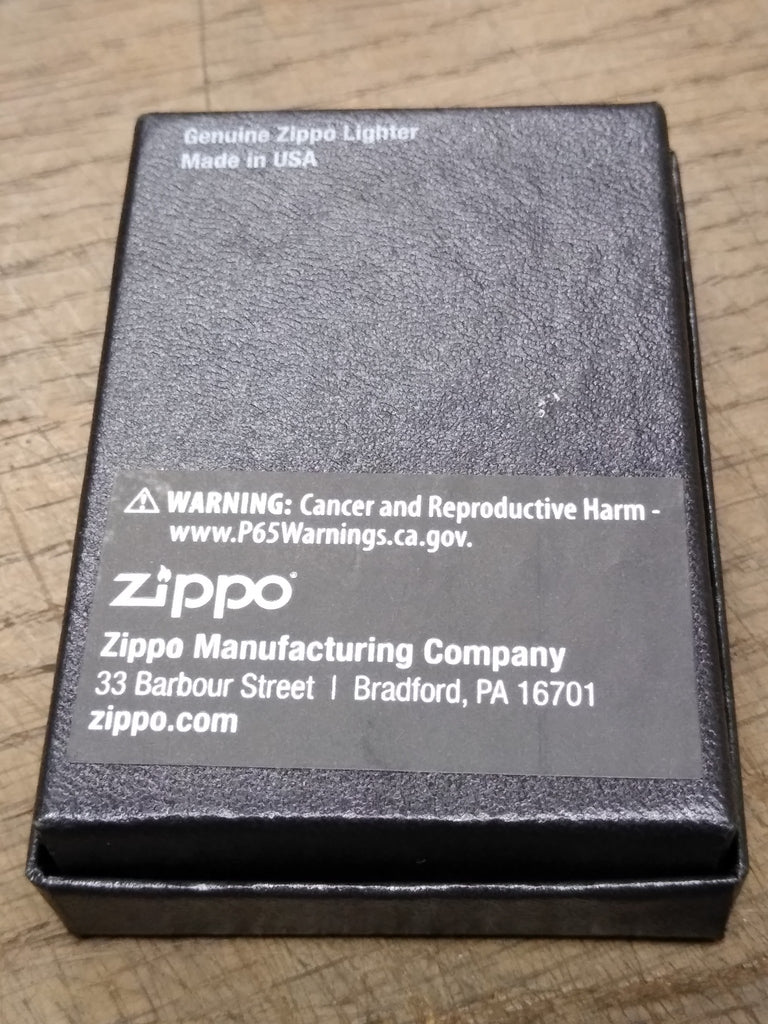 Genuine Zippo Lighter
Made in USA
WARNING: Cancer and Reproductive Harm -
www.P65Warnings.ca.gov.
zippo®
Zippo Manufacturing Company
33 Barbour Street | Bradford, PA 16701
zippo.com